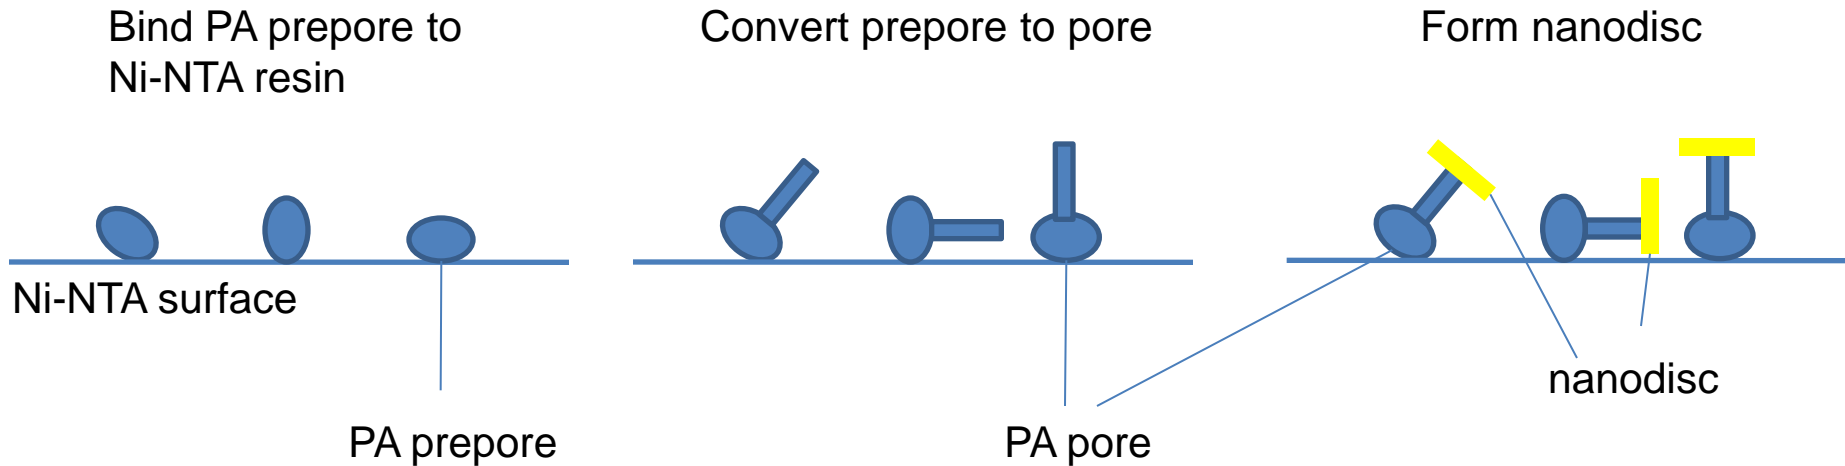 Bind PA prepore to
Ni-NTA resin
Convert prepore to pore
Form nanodisc
Ni-NTA surface
nanodisc
PA prepore
PA pore